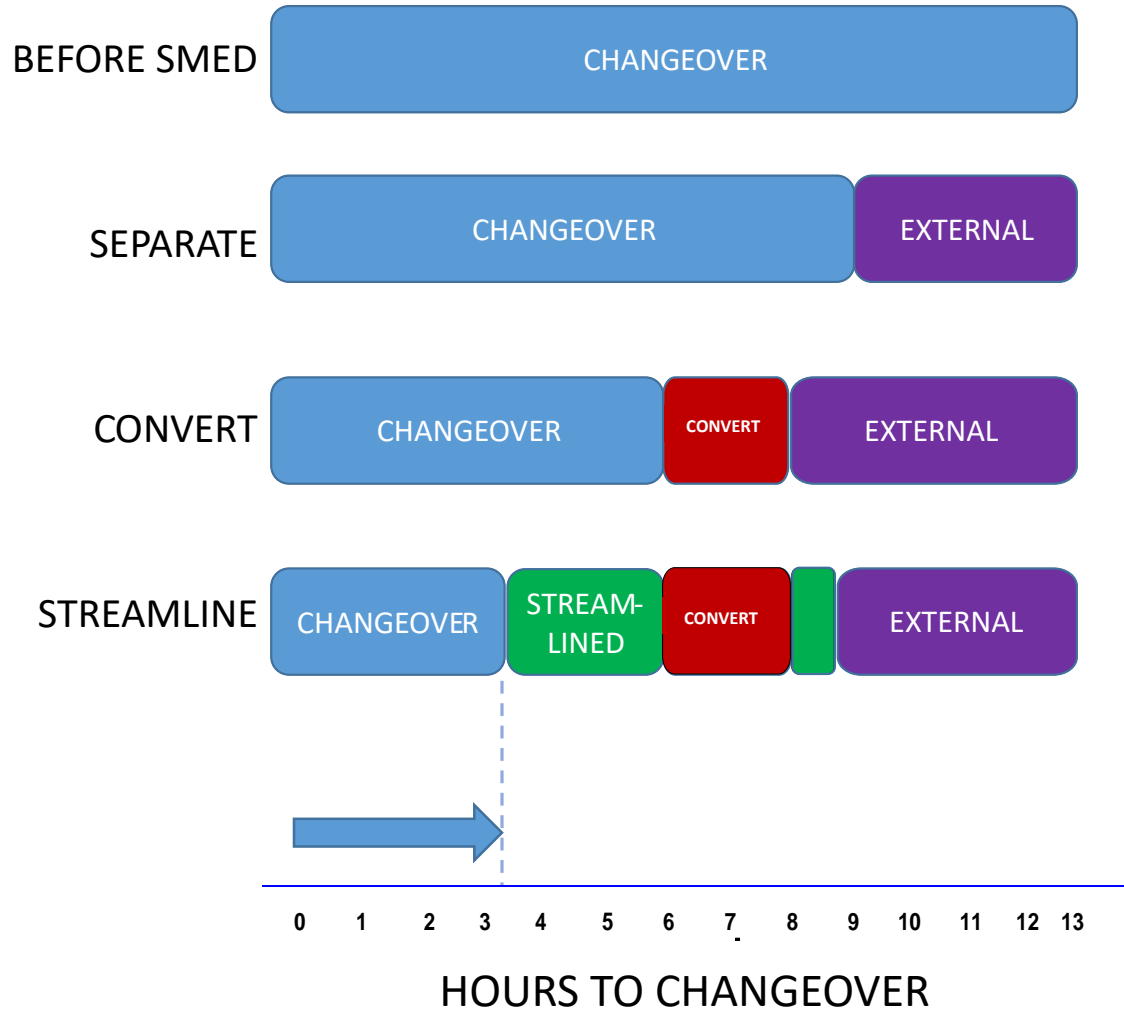 BEFORE SMED
CHANGEOVER
SEPARATE
CHANGEOVER
EXTERNAL
CONVERT
CHANGEOVER
CONVERT
EXTERNAL
STREAMLINE
CHANGEOVER
STREAM-
LINED
CONVERT
EXTERNAL
0 1 2 3 4 5 6 7 8 9 10 11 12 13
-
HOURS TO CHANGEOVER